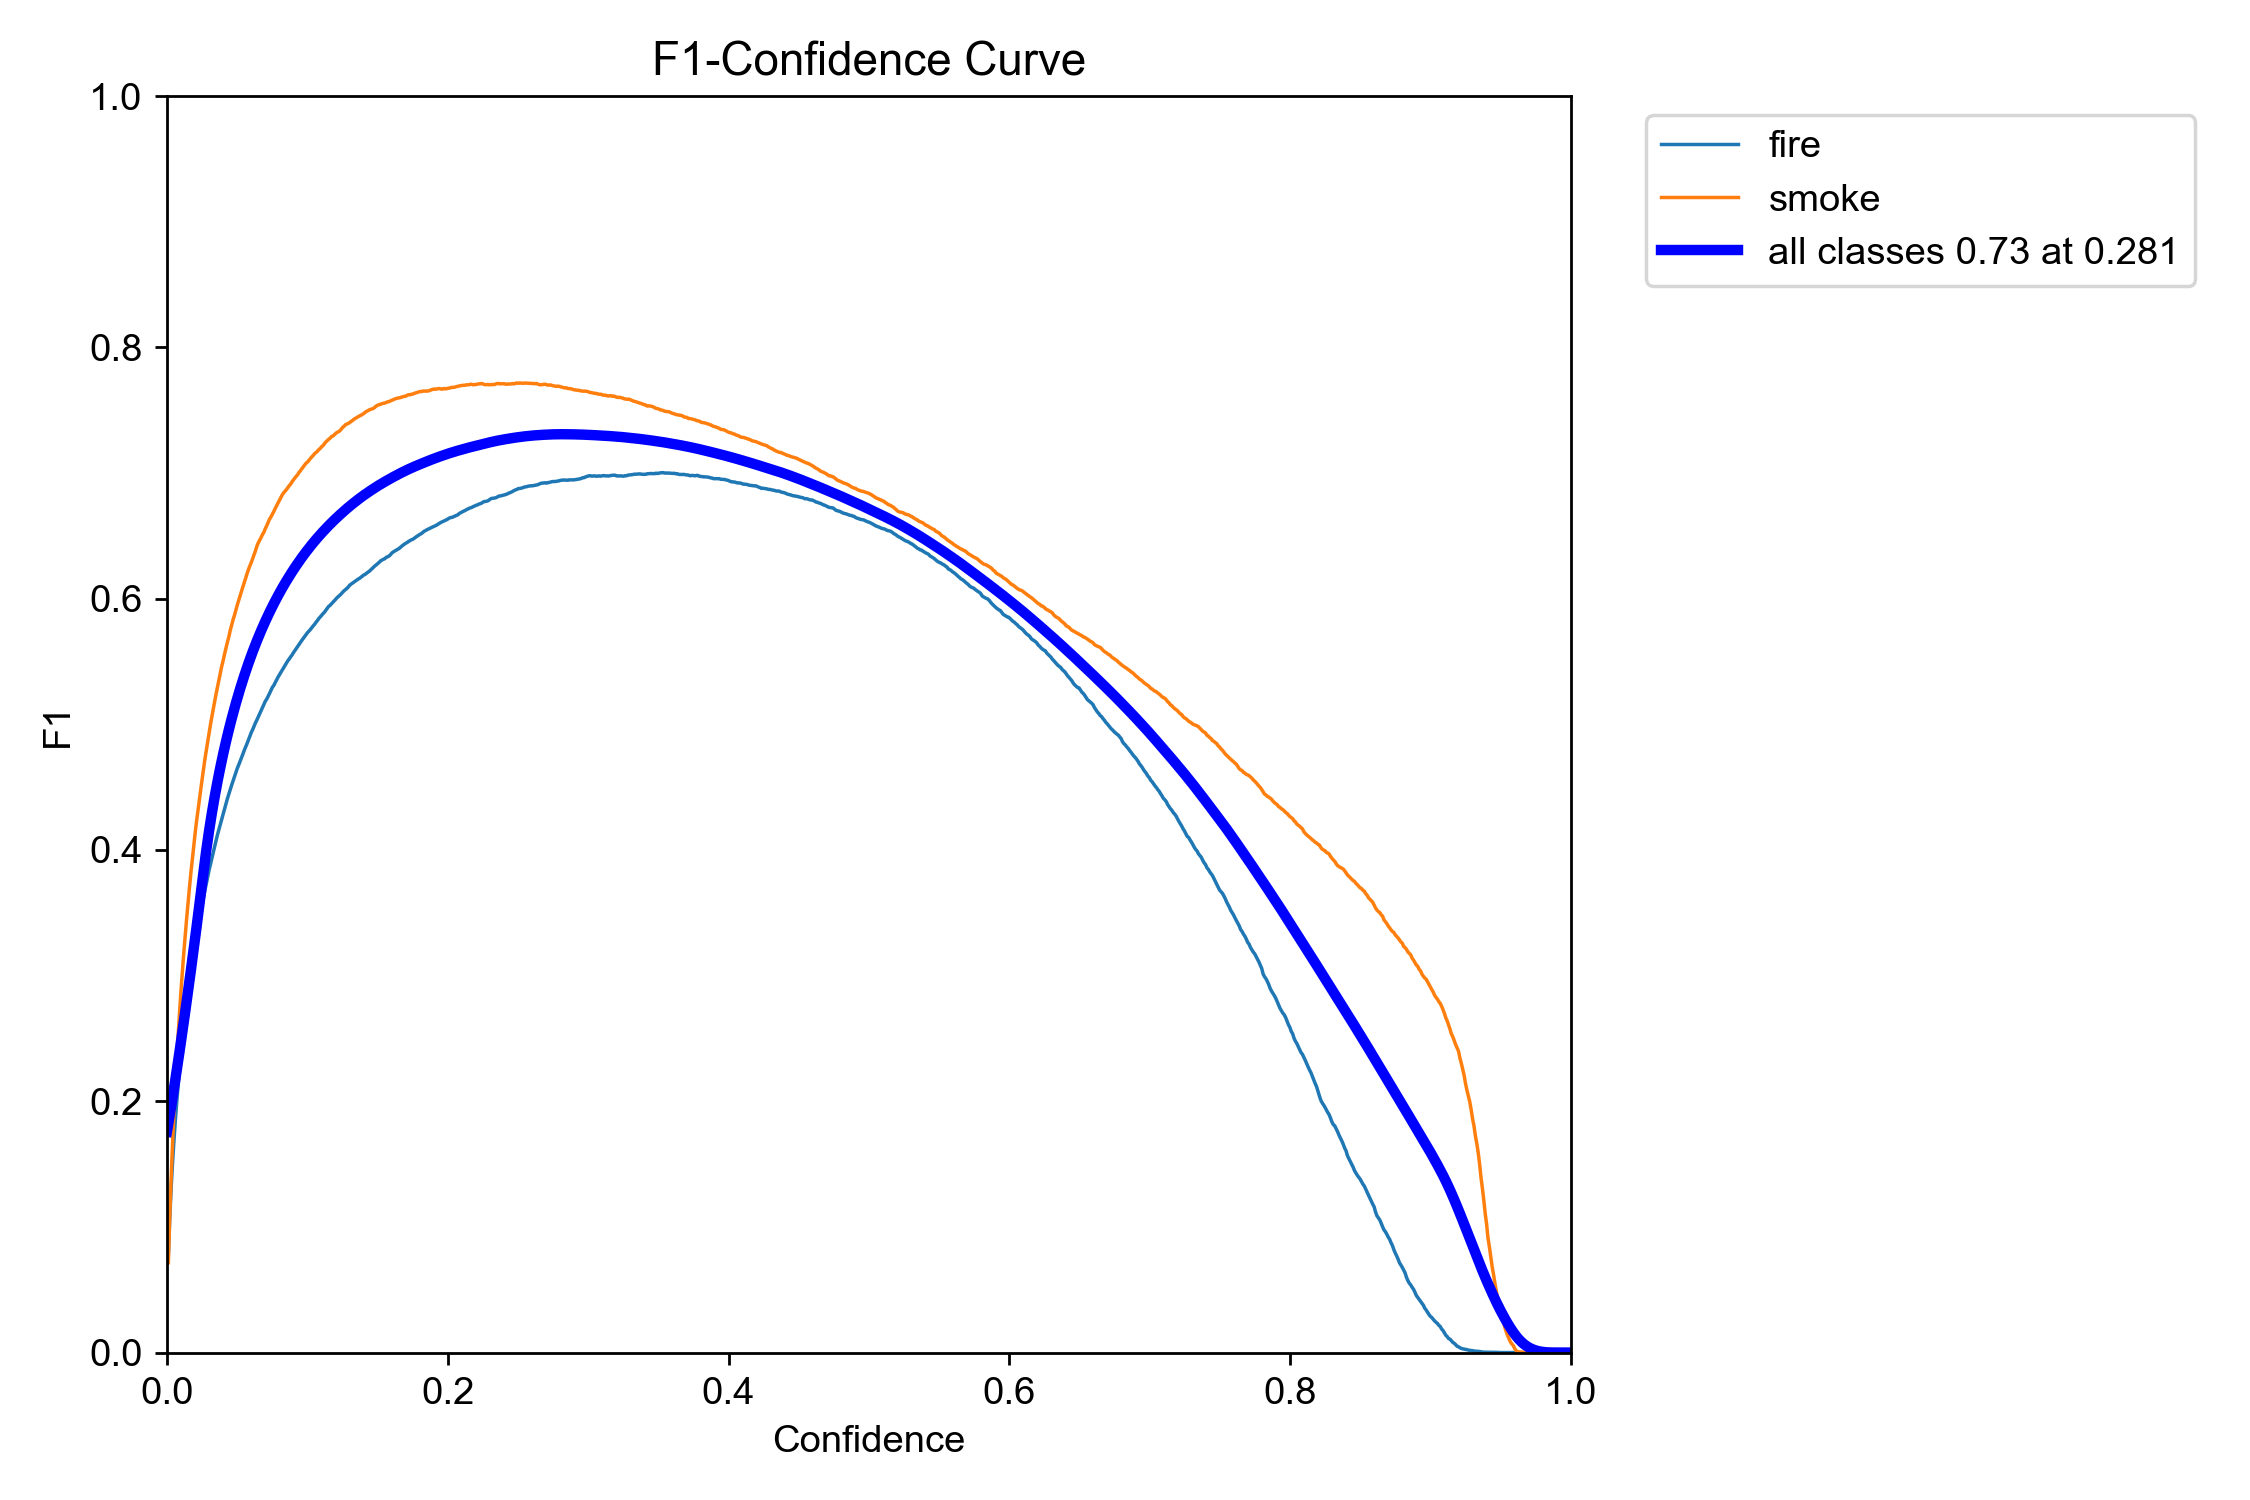 F1-Confidence Curve
1.0
0.8
0.6
0.4
0.2
0.0
F1
0.0 0.2 0.4 0.6 0.8 1.0
Confidence
fire
smoke
all classes 0.73 at 0.281